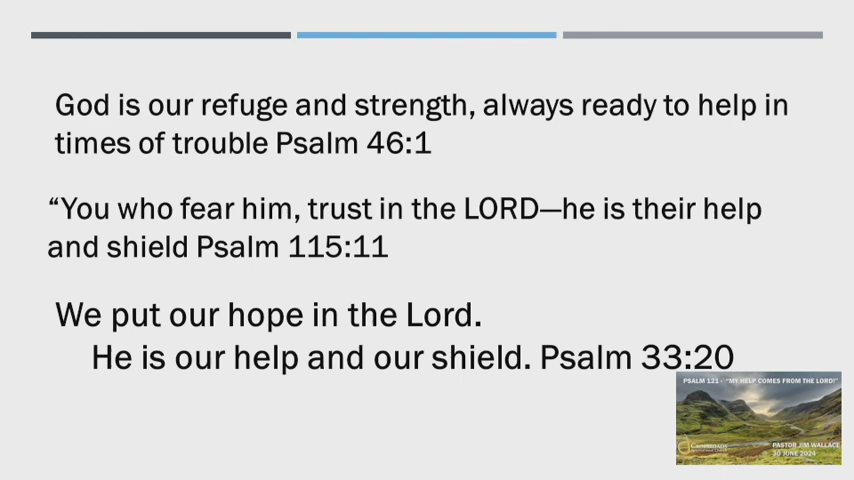 God is our refuge and strength, always ready to help in
times of trouble Psalm 46:1
“You who fear him, trust in the LORD—he is their help
and shield Psalm 115:11
We put our hope in the Lord.
He is our help and our shield. Psalm 33:20
PSALM 121 - “MY HELP COMES FROM THE LORD!”
PASTOR JIM WALLACE
30 JUNE 2024